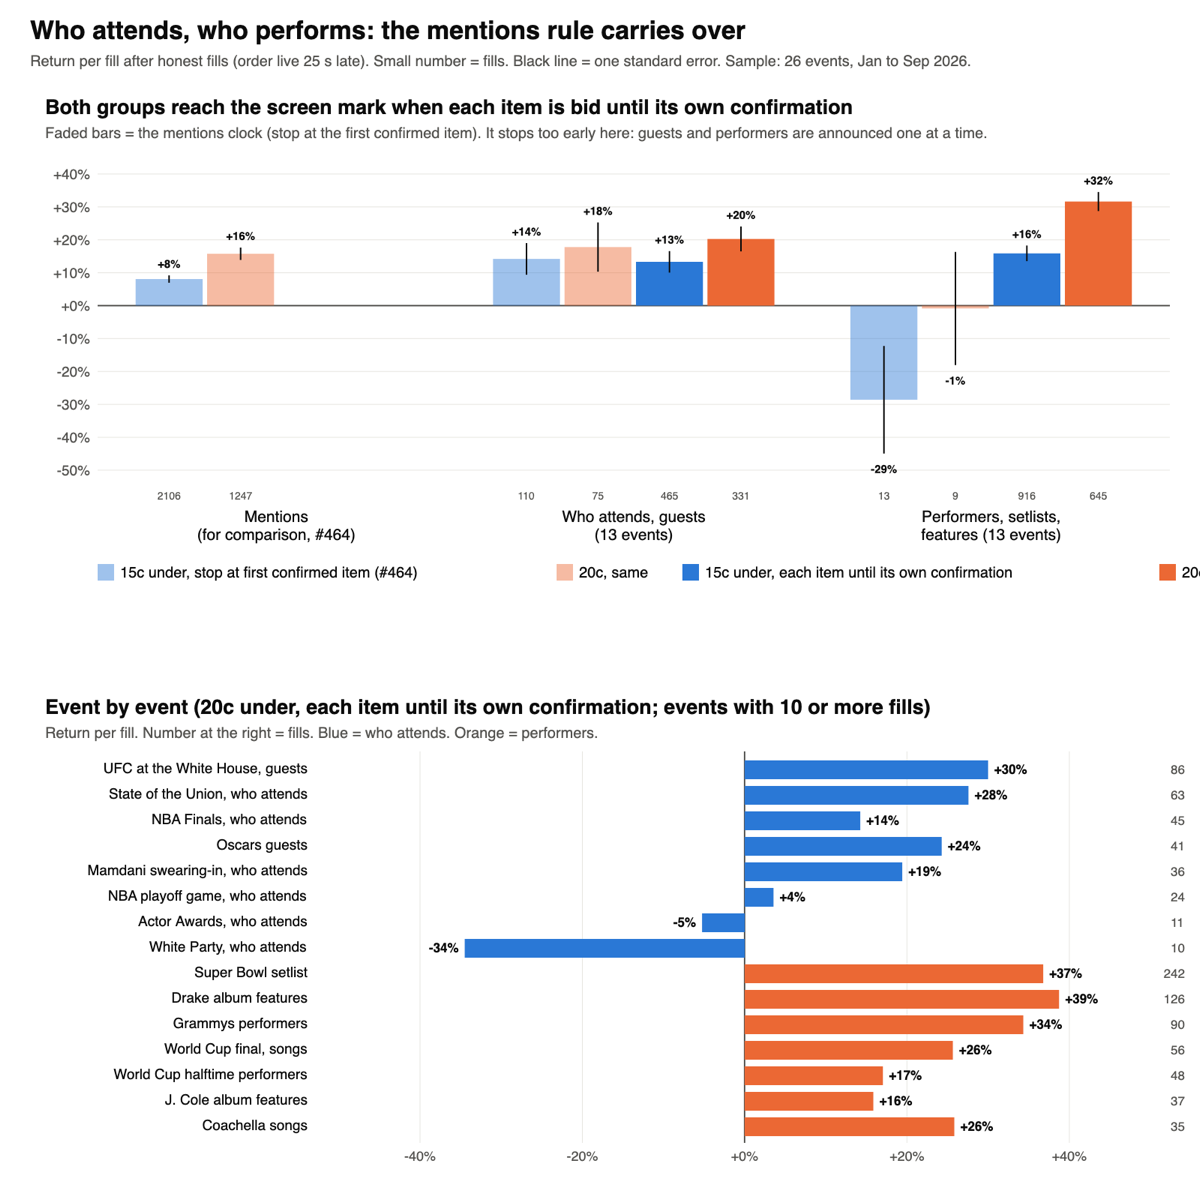 Who attends, who performs: the mentions rule carries over
Return per fill after honest fills (order live 25 s late). Small number = fills. Black line = one standard error. Sample: 26 events, Jan to Sep 2026.
Both groups reach the screen mark when each item is bid until its own confirmation
Faded bars = the mentions clock (stop at the first confirmed item). It stops too early here: guests and performers are announced one at a time.
+40%
+30%
+20%
+10%
+0%
-10%
-20%
-30%
-40%
-50%
+8%
+16%
+14%
+18%
+13%
+20%
-29%
-1%
+16%
+32%
2106 1247 110 75 465 331 13 9 916 645
Mentions
(for comparison, #464)
Who attends, guests
(13 events)
Performers, setlists,
features (13 events)
15c under, stop at first confirmed item (#464) 20c, same 15c under, each item until its own confirmation 20
Event by event (20c under, each item until its own confirmation; events with 10 or more fills)
Return per fill. Number at the right = fills. Blue = who attends. Orange = performers.
UFC at the White House, guests +30% 86
State of the Union, who attends +28% 63
NBA Finals, who attends +14% 45
Oscars guests +24% 41
Mamdani swearing-in, who attends +19% 36
NBA playoff game, who attends +4% 24
Actor Awards, who attends -5% 11
White Party, who attends -34% 10
Super Bowl setlist +37% 242
Drake album features +39% 126
Grammys performers +34% 90
World Cup final, songs +26% 56
World Cup halftime performers +17% 48
J. Cole album features +16% 37
Coachella songs +26% 35
-40% -20% +0% +20% +40%